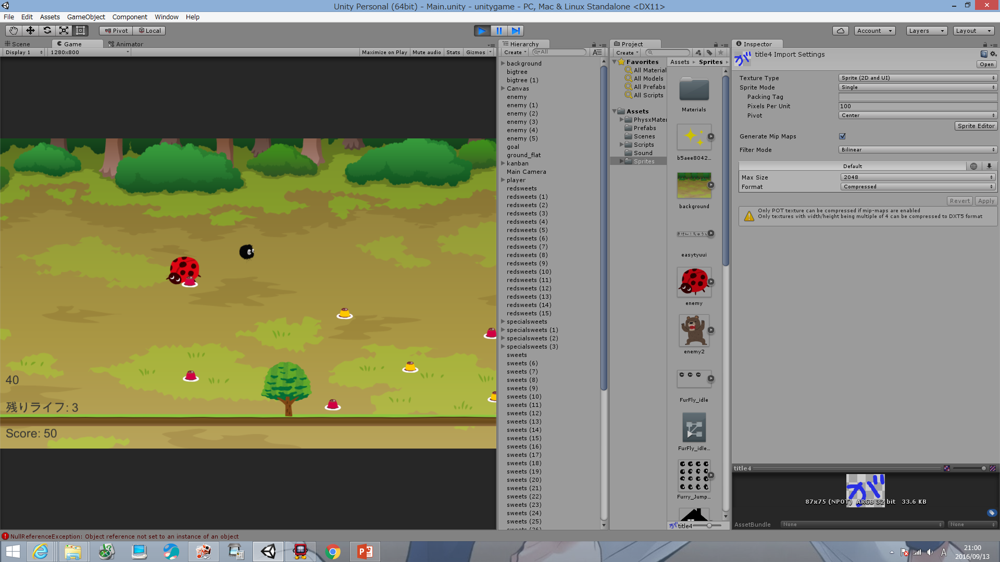 Unity Personal (64bit) - Main.unity - unitygame - PC, Mac & Linux Standalone <DX11>
File Edit Assets GameObject Component Window Help
Pivot Local
Account Layers Layout
Scene Game Animator
Display 1 1280x800 Maximize on Play Mute audio Stats Gizmos
40
残りライフ: 3
Score: 50
Hierarchy
Create All
background
bigtree
bigtree (1)
Canvas
enemy
enemy (1)
enemy (2)
enemy (3)
enemy (4)
enemy (5)
goal
ground_flat
kanban
Main Camera
player
redsweets
redsweets (1)
redsweets (2)
redsweets (3)
redsweets (4)
redsweets (5)
redsweets (6)
redsweets (7)
redsweets (8)
redsweets (9)
redsweets (10)
redsweets (11)
redsweets (12)
redsweets (13)
redsweets (14)
redsweets (15)
specialsweets
specialsweets (1)
specialsweets (2)
specialsweets (3)
sweets
sweets (6)
sweets (7)
sweets (8)
sweets (9)
sweets (10)
sweets (11)
sweets (12)
sweets (13)
sweets (14)
sweets (15)
sweets (16)
sweets (17)
sweets (18)
sweets (19)
sweets (20)
sweets (21)
sweets (22)
sweets (23)
sweets (24)
sweets (25)
sweets (26)
Project
Create
Favorites
All Material
All Models
All Prefabs
All Scripts
Assets
PhysxMater
Prefabs
Scenes
Scripts
Sound
Sprites
Assets Sprites
Materials
b5aee8042...
background
easytyuui
enemy
enemy2
FurFly_idle
FurFly_idle...
Furry_Jump...
title4
Inspector
title4 Import Settings
Open
Texture Type Sprite (2D and UI)
Sprite Mode Single
Packing Tag
Pixels Per Unit 100
Pivot Center
Sprite Editor
Generate Mip Maps
Filter Mode Bilinear
Default
Max Size 2048
Format Compressed
Revert Apply
Only POT texture can be compressed if mip-maps are enabled
Only textures with width/height being multiple of 4 can be compressed to DXT5 format
title4
が
87x75 (NPOT) ARGB 32 bit 33.6 KB
AssetBundle None None
NullReferenceException: Object reference not set to an instance of an object
A
21:00
2016/09/13